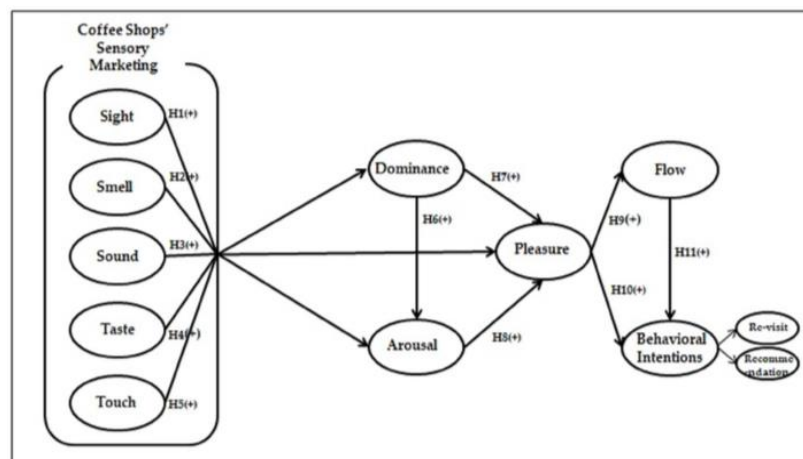 Coffee Shops'
Sensory
Marketing
Sight
H1(+)
Smell
H2(+)
Sound
H3(+)
Taste
H4(+)
Touch
H5(+)
Dominance
H7(+)
H6(+)
Arousal
H8(+)
Pleasure
Flow
H9(+)
H11(+)
H10(+)
Behavioral
Intentions
Re-visit
Recomme
ndation